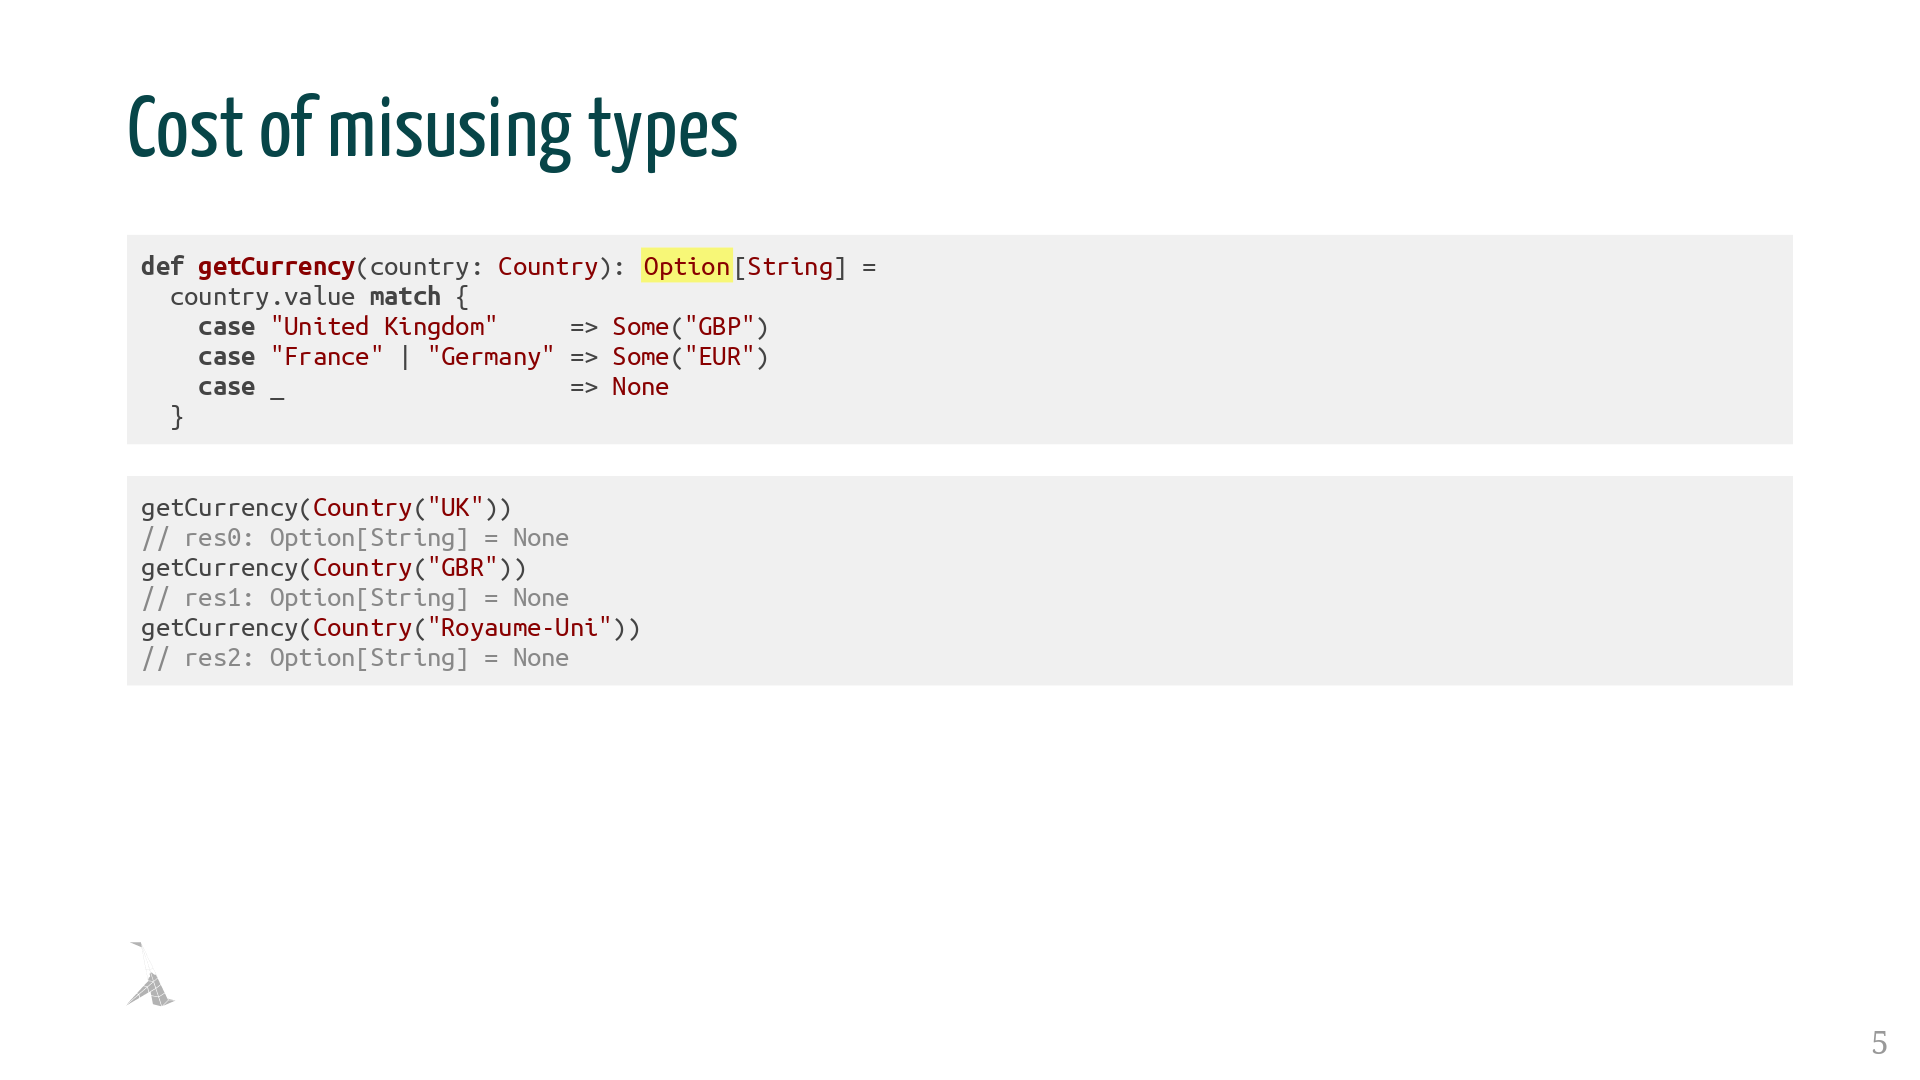 Cost of misusing types
def getCurrency(country: Country): Option[String] =
  country.value match {
    case "United Kingdom"     => Some("GBP")
    case "France" | "Germany" => Some("EUR")
    case _                    => None
  }
getCurrency(Country("UK"))
// res0: Option[String] = None
getCurrency(Country("GBR"))
// res1: Option[String] = None
getCurrency(Country("Royaume-Uni"))
// res2: Option[String] = None
5